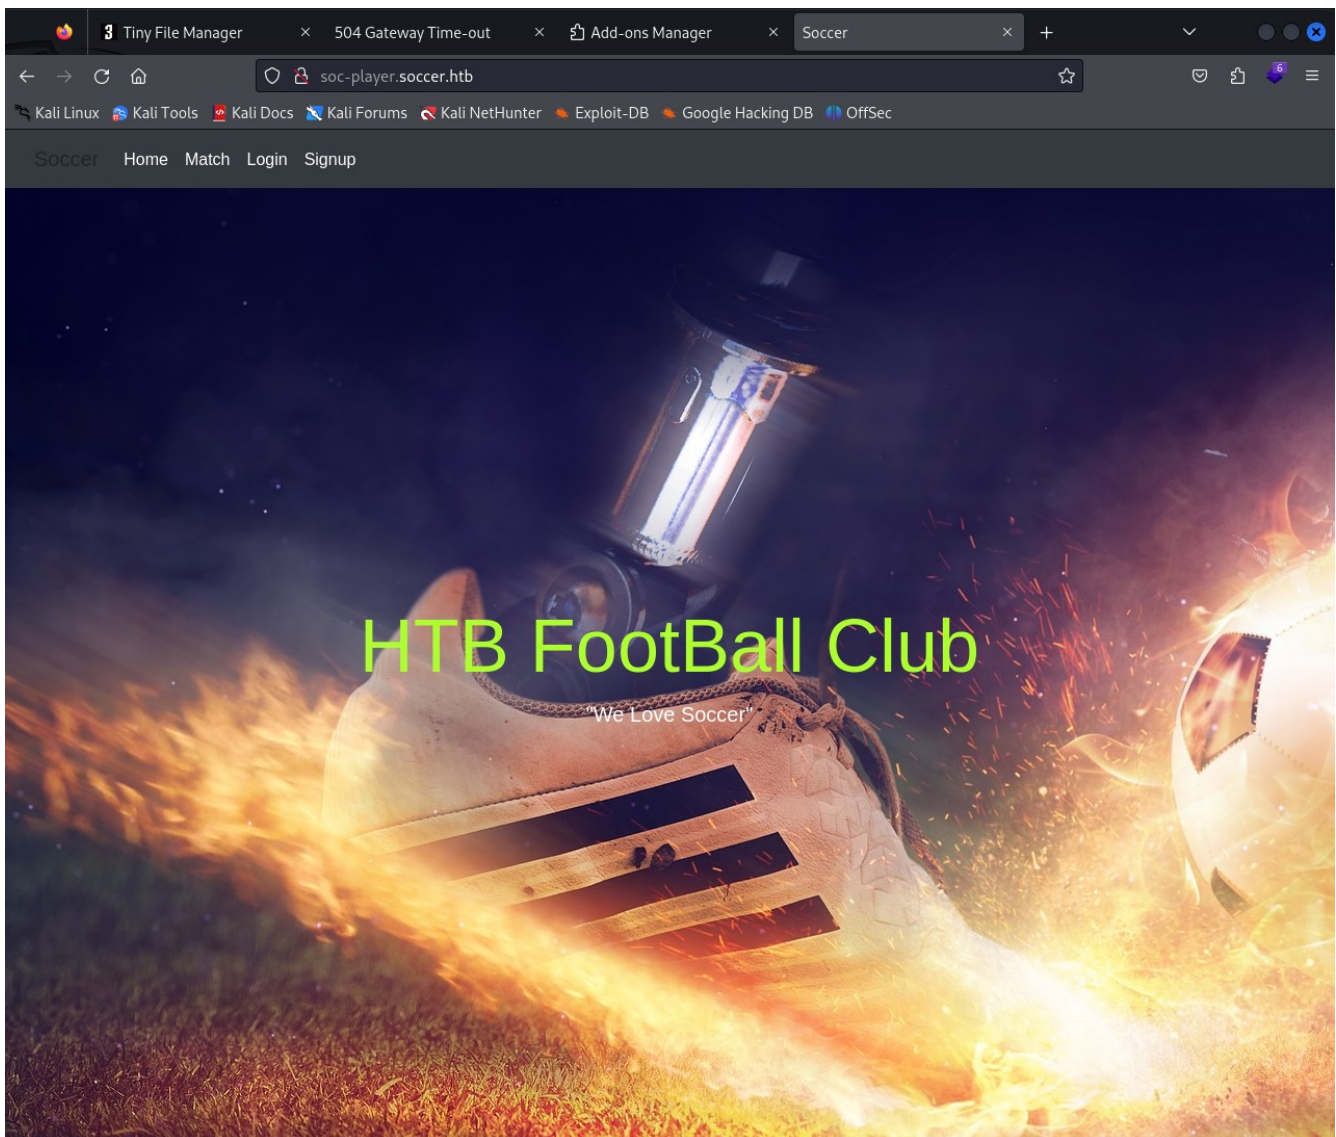 Tiny File Manager
504 Gateway Time-out
Add-ons Manager
Soccer
soc-player.soccer.htb
6
Kali Linux
Kali Tools
Kali Docs
Kali Forums
Kali NetHunter
Exploit-DB
Google Hacking DB
OffSec
Soccer
Home
Match
Login
Signup
HTB FootBall Club
"We Love Soccer"